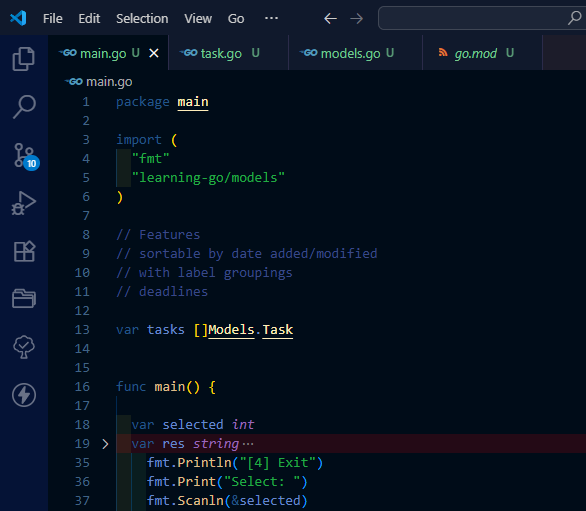 File Edit Selection View Go ···
main.go U task.go U models.go U go.mod U
main.go
1 package main
2
3 import (
4 "fmt"
5 "learning-go/models"
6 )
7
8 // Features
9 // sortable by date added/modified
10 // with label groupings
11 // deadlines
12
13 var tasks []Models.Task
14
15
16 func main() {
17
18 var selected int
19 var res string ···
35 fmt.Println("[4] Exit")
36 fmt.Print("Select: ")
37 fmt.Scanln(&selected)
10